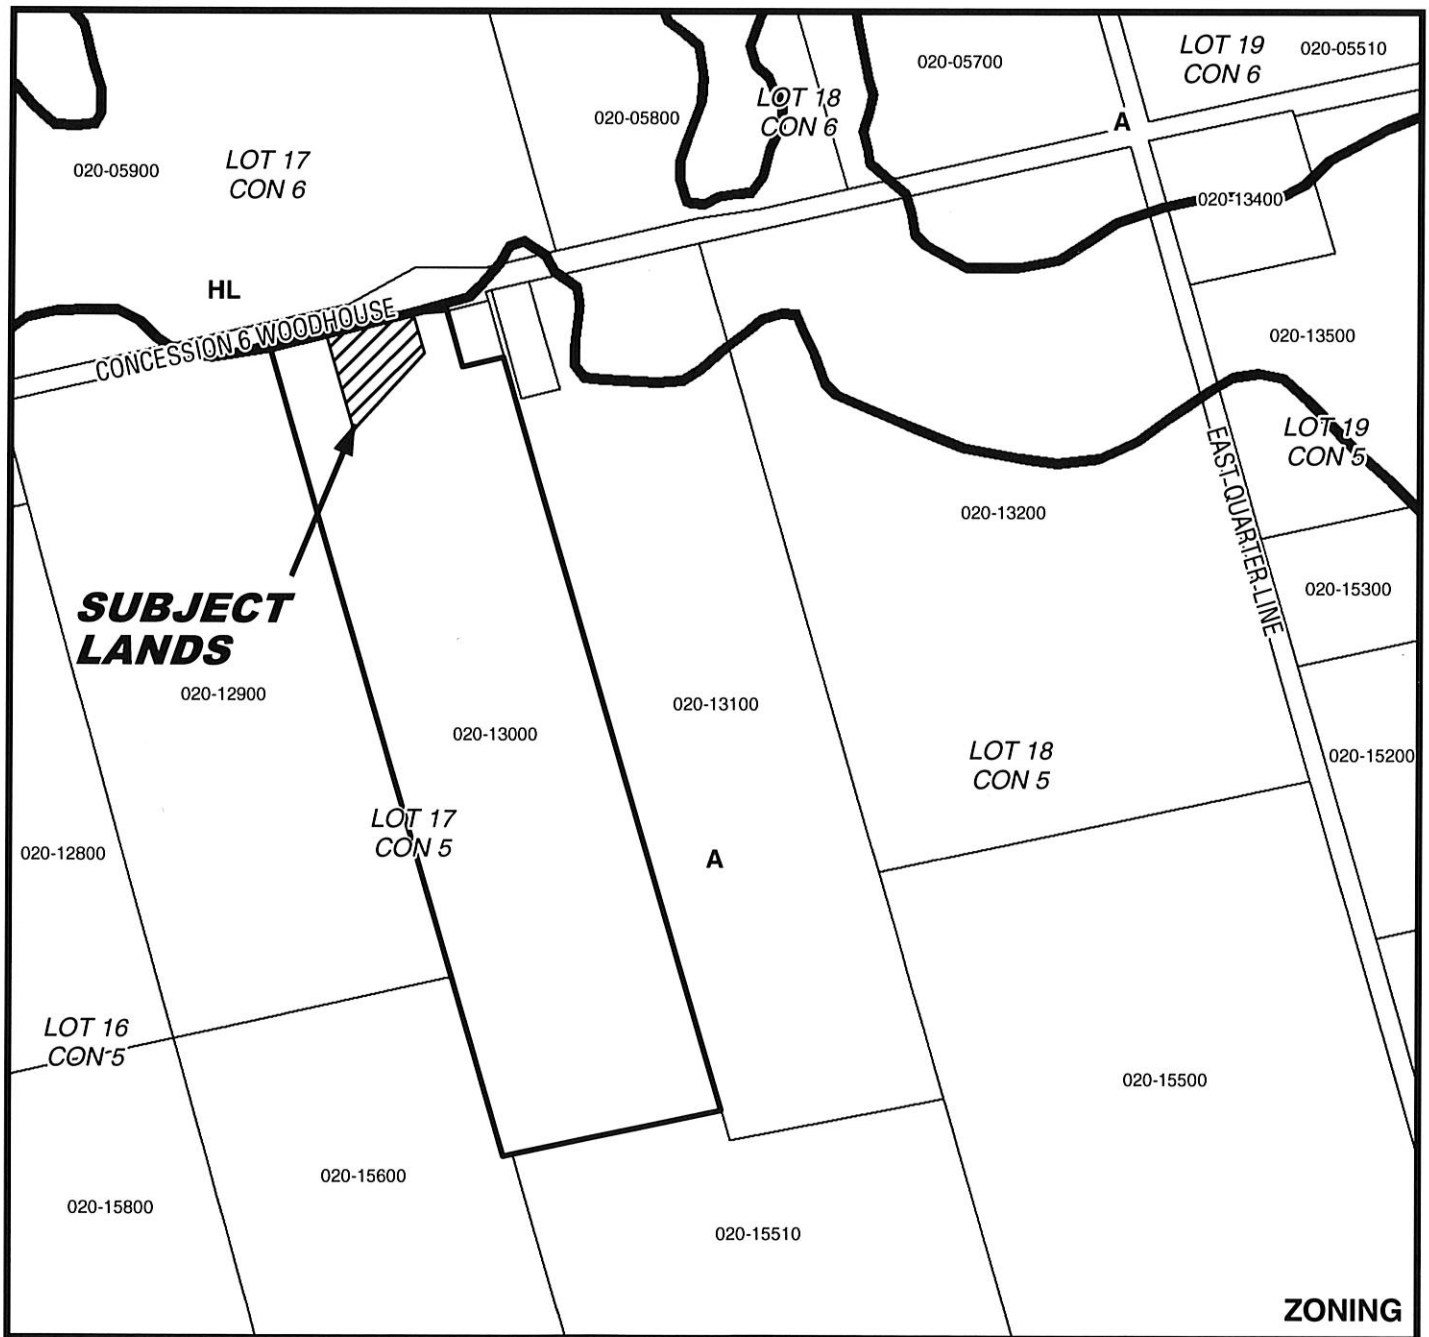 LOT 19
CON 6
020-05510
020-05700
020-05800
LOT 18
CON 6
A
020-05900
LOT 17
CON 6
020-13400
HL
CONCESSION 6 WOODHOUSE
020-13500
LOT 19
CON 5
EAST QUARTER LINE
020-13200
020-15300
SUBJECT
LANDS
020-12900
020-13000
020-13100
LOT 18
CON 5
020-15200
LOT 17
CON 5
020-12800
A
LOT 16
CON 5
020-15500
020-15600
020-15800
020-15510
ZONING